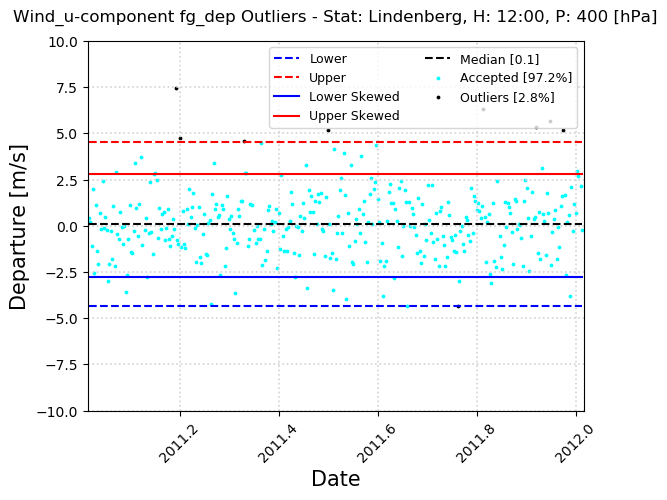 Wind_u-component fg_dep Outliers - Stat: Lindenberg, H: 12:00, P: 400 [hPa]
Departure [m/s]
10.0
7.5
5.0
2.5
0.0
−2.5
−5.0
−7.5
−10.0
Lower
Upper
Lower Skewed
Upper Skewed
Median [0.1]
Accepted [97.2%]
Outliers [2.8%]
2011.2
2011.4
2011.6
2011.8
2012.0
Date